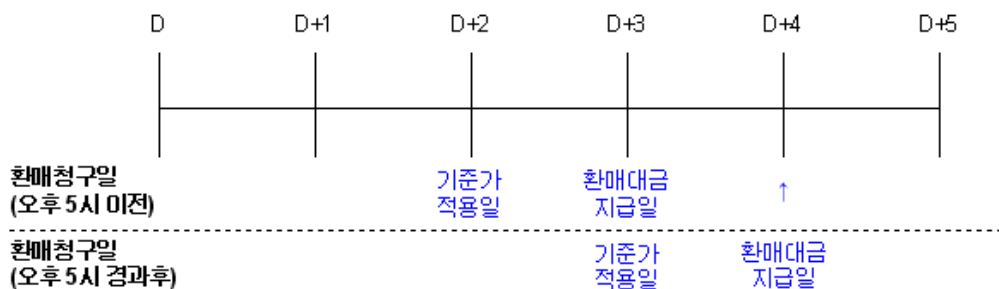 D D+1 D+2 D+3 D+4 D+5
환매청구일 기준가 환매대금
(오후 5시 이전) 적용일 지급일 ↑
환매청구일 기준가 환매대금
(오후 5시 경과후) 적용일 지급일